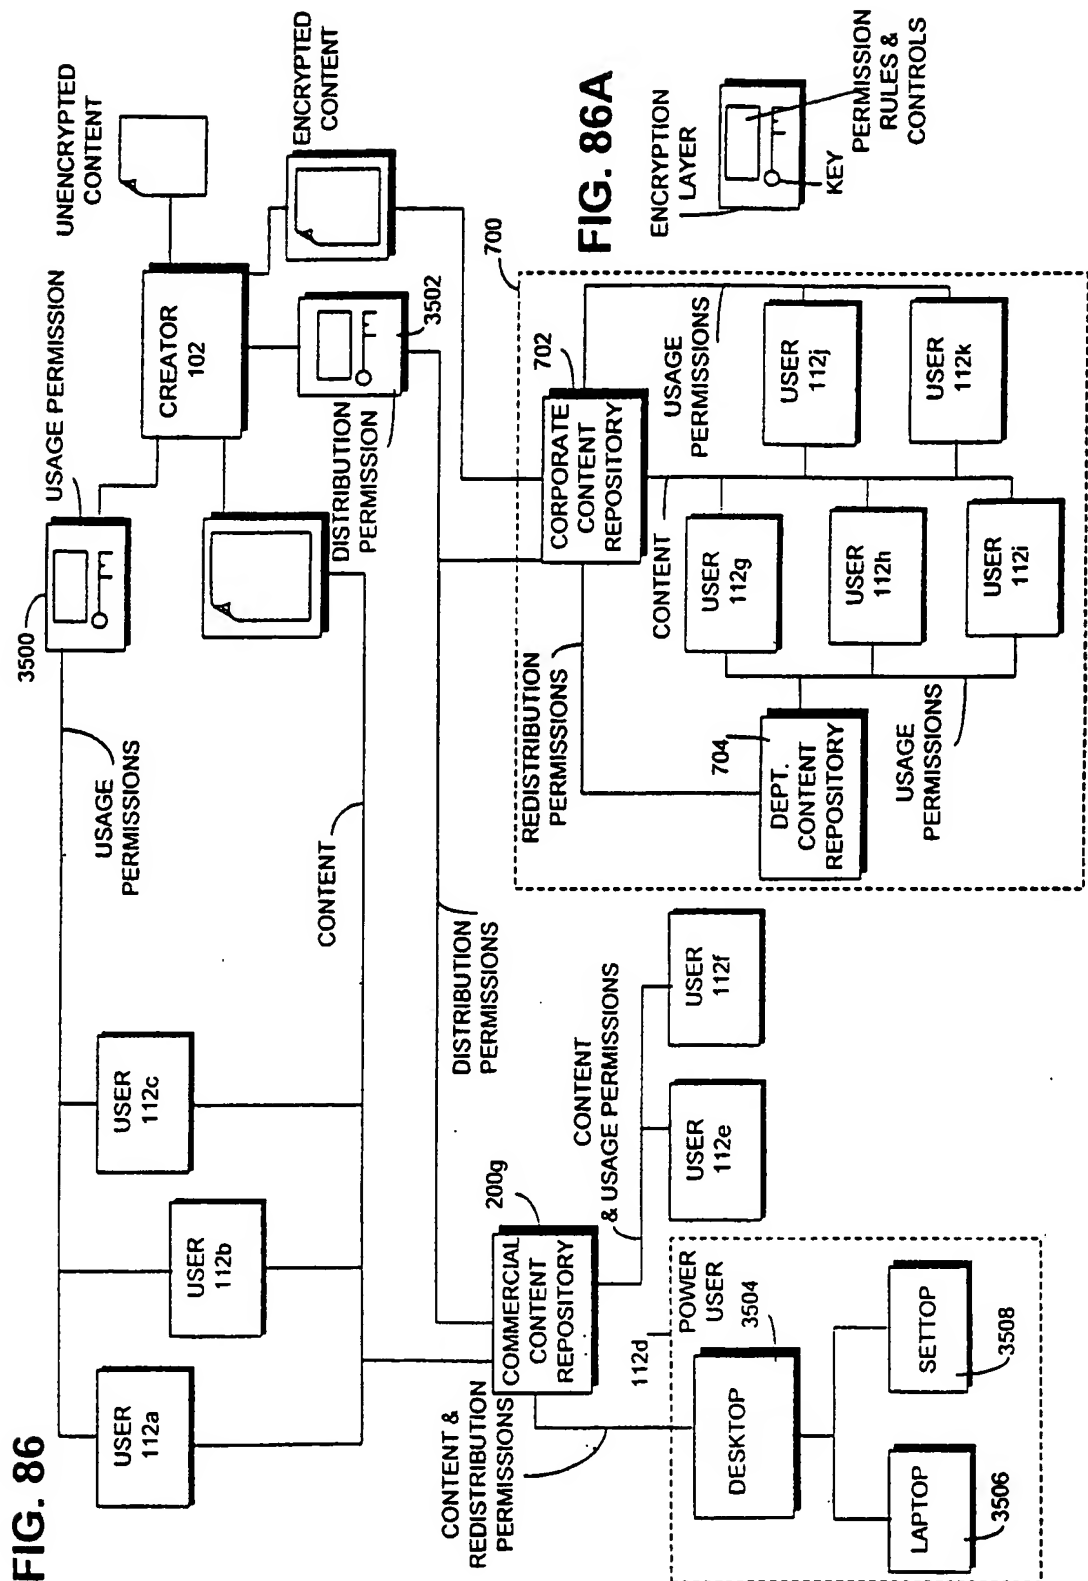 FIG. 86
UNENCRYPTED
CONTENT
USAGE PERMISSION
3500
CREATOR
102
ENCRYPTED
CONTENT
USAGE
PERMISSIONS
DISTRIBUTION
PERMISSION
3502
USER
112a
USER
112b
USER
112c
CONTENT
DISTRIBUTION
PERMISSIONS
FIG. 86A
ENCRYPTION
LAYER
KEY
PERMISSION
RULES &
CONTROLS
COMMERCIAL
CONTENT
REPOSITORY
200g
CONTENT &
REDISTRIBUTION
PERMISSIONS
CONTENT
& USAGE PERMISSIONS
USER
112e
USER
112f
112d
POWER
USER
3504
DESKTOP
LAPTOP
3506
SETTOP
3508
700
CORPORATE
CONTENT
REPOSITORY
702
REDISTRIBUTION
PERMISSIONS
704
DEPT.
CONTENT
REPOSITORY
CONTENT
USAGE
PERMISSIONS
USER
112g
USER
112h
USER
112i
USER
112j
USER
112k
USAGE
PERMISSIONS